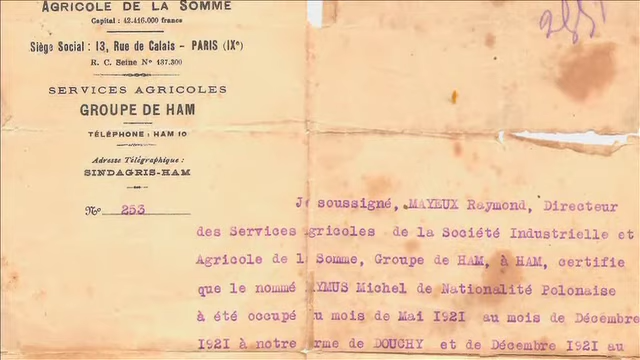 AGRICOLE DE LA SOMME
Capital : 42.416.000 francs
Siège Social : 13, Rue de Calais - PARIS (IXe)
R. C. Seine No 137.300
SERVICES AGRICOLES
GROUPE DE HAM
TÉLÉPHONE : HAM 10
Adresse Télégraphique :
SINDAGRIS-HAM
No 253
Je soussigné, MAYEUX Raymond, Directeur
des Services gricoles de la Société Industrielle et
Agricole de l Somme, Groupe de HAM, à HAM, certifie
que le nommé YMUS Michel de Nationalité Polonaise
à été occupé u mois de Mai 1921 au mois de Décembre
1921 à notre rme de DOUCHY et de Décembre 1921 au